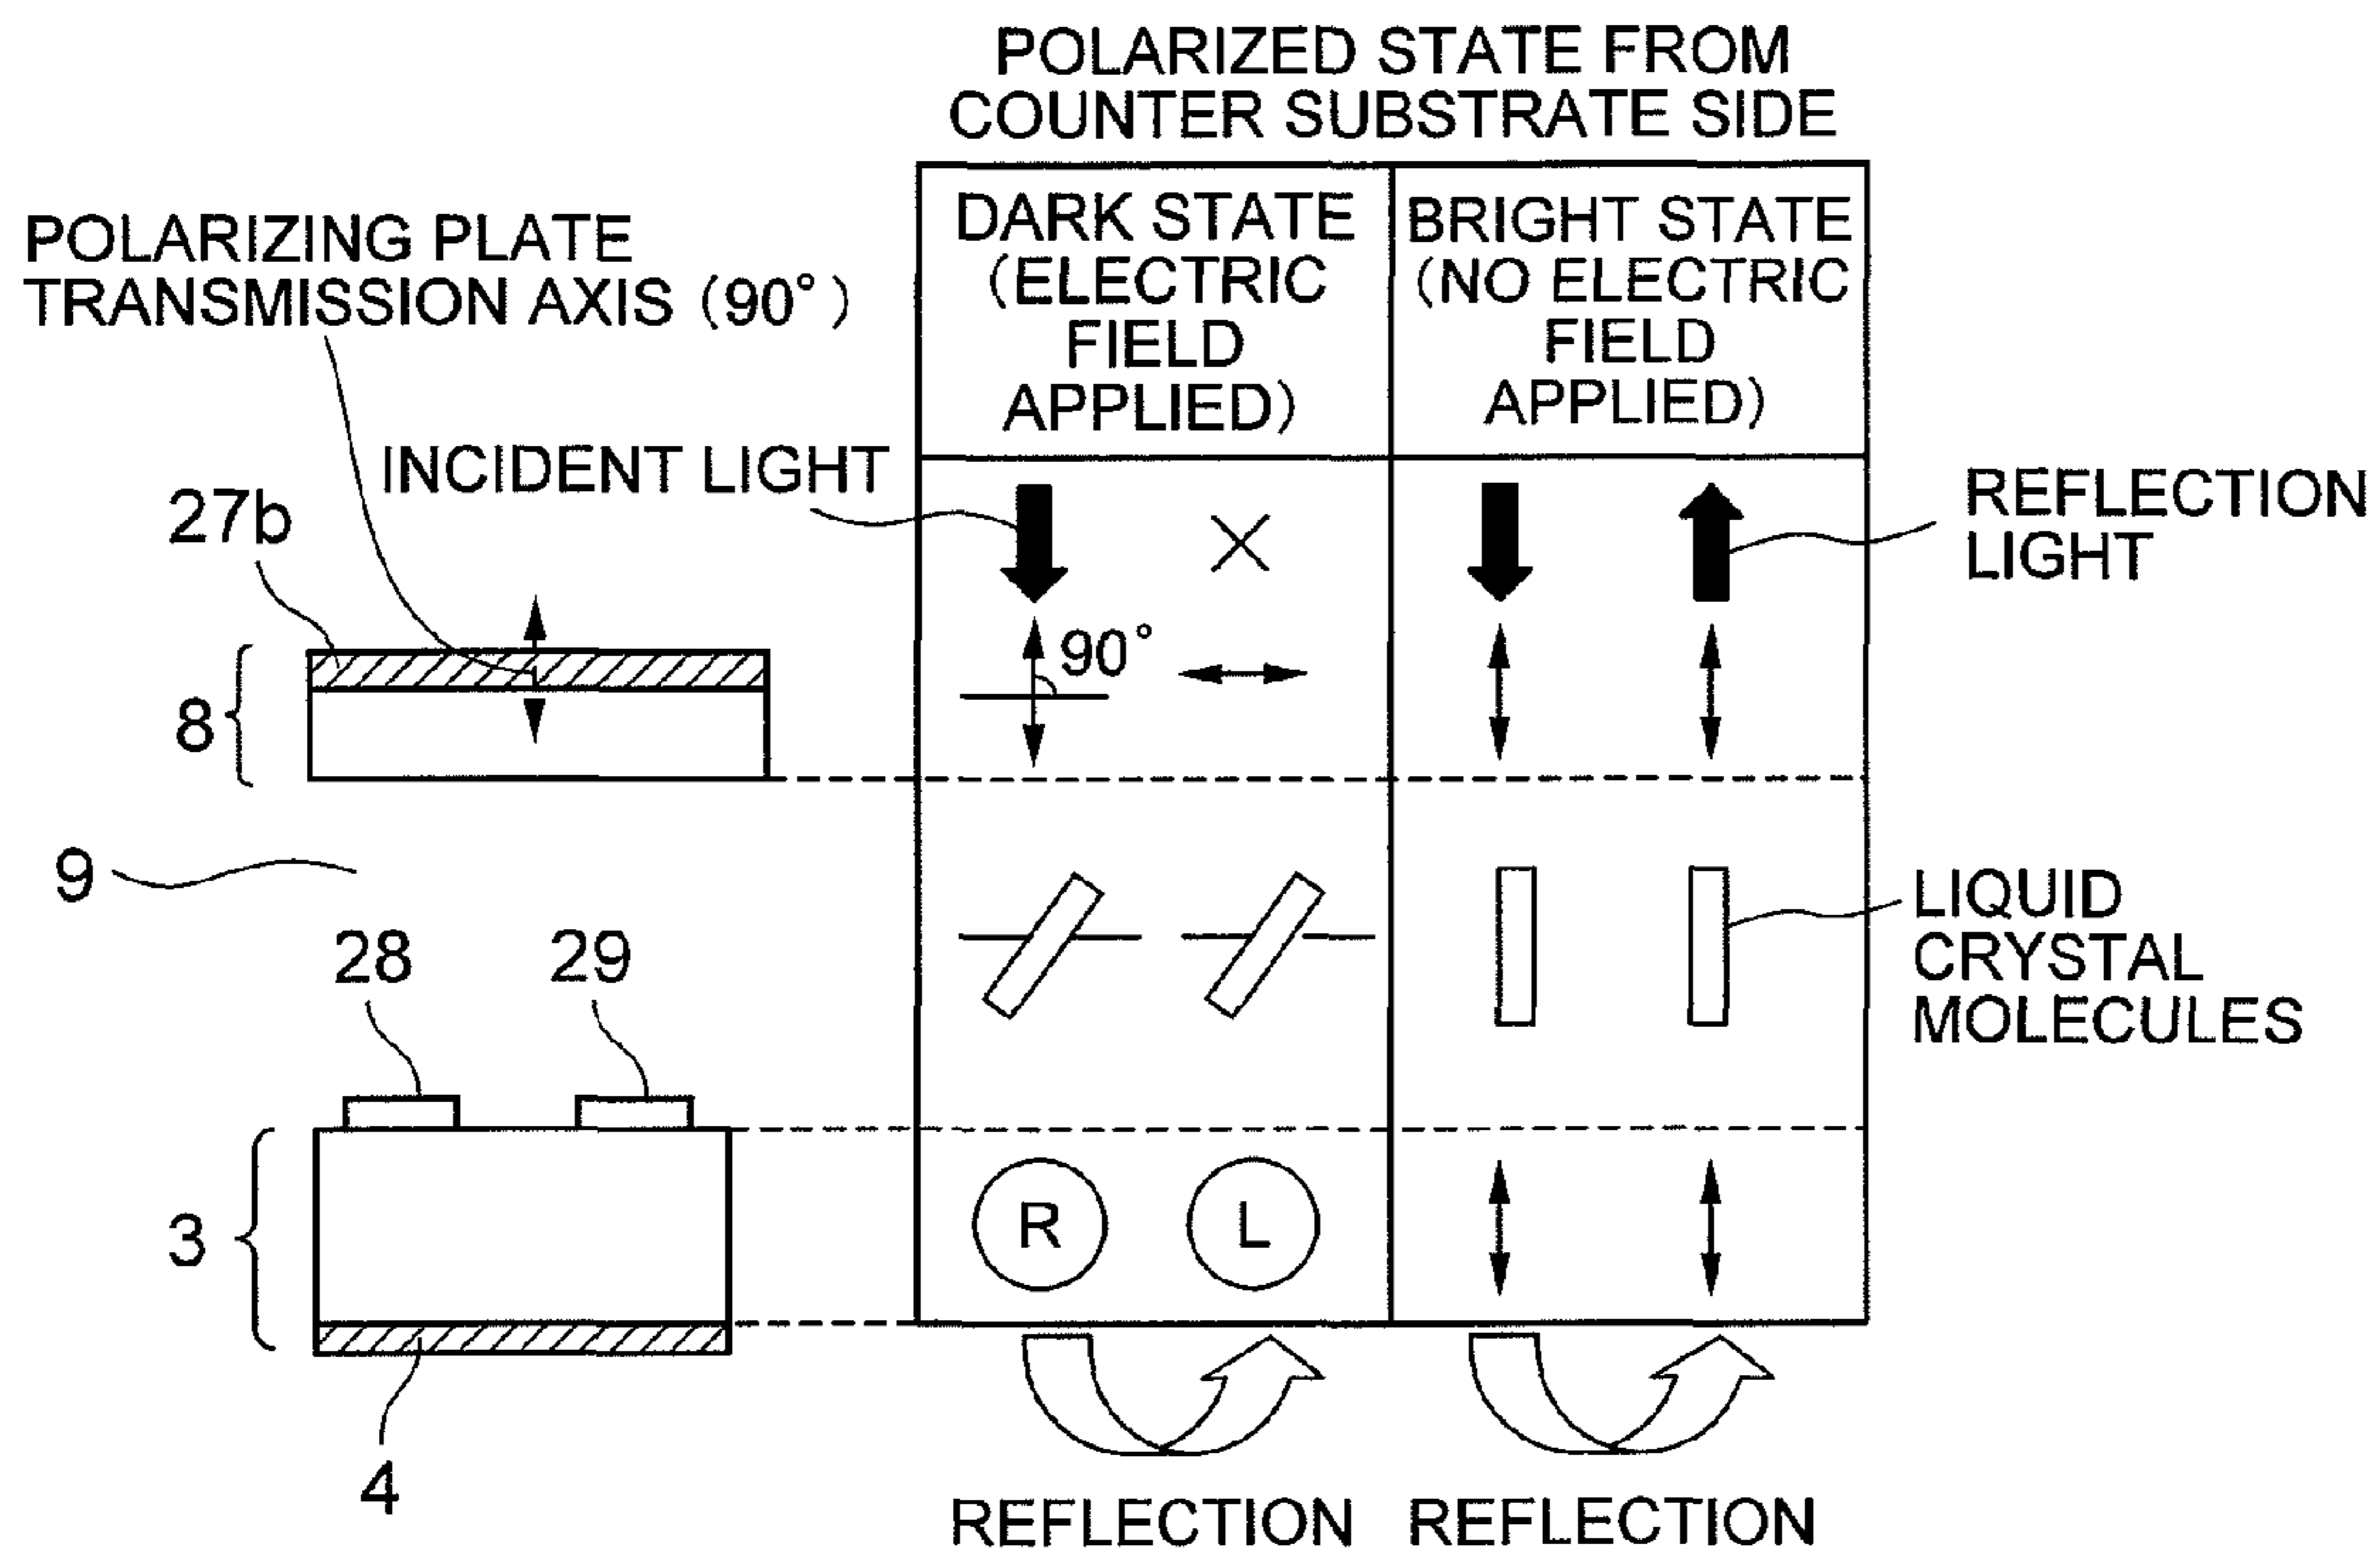 POLARIZED STATE FROM
COUNTER SUBSTRATE SIDE
DARK STATE
(ELECTRIC
FIELD
APPLIED)
BRIGHT STATE
(NO ELECTRIC
FIELD
APPLIED)
POLARIZING PLATE
TRANSMISSION AXIS (90°)
INCIDENT LIGHT
REFLECTION
LIGHT
27b
90°
8
9
28
29
LIQUID
CRYSTAL
MOLECULES
3
R
L
4
REFLECTION
REFLECTION